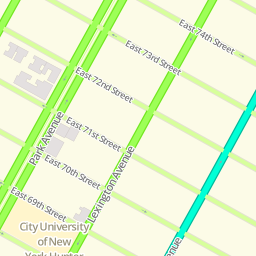 East 74th Street
East 73rd Street
East 72nd Street
East 71st Street
Park Avenue
East 70th Street
Lexington Avenue
East 69th Street
City University
of New
York Hunter